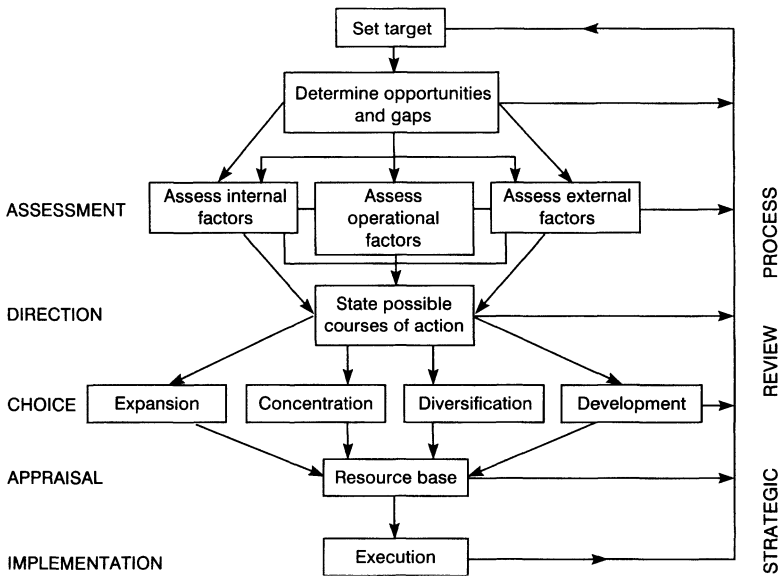 Set target
Determine opportunities
and gaps
ASSESSMENT
Assess internal
factors
Assess
operational
factors
Assess external
factors
DIRECTION
State possible
courses of action
CHOICE
Expansion
Concentration
Diversification
Development
APPRAISAL
Resource base
IMPLEMENTATION
Execution
STRATEGIC REVIEW PROCESS